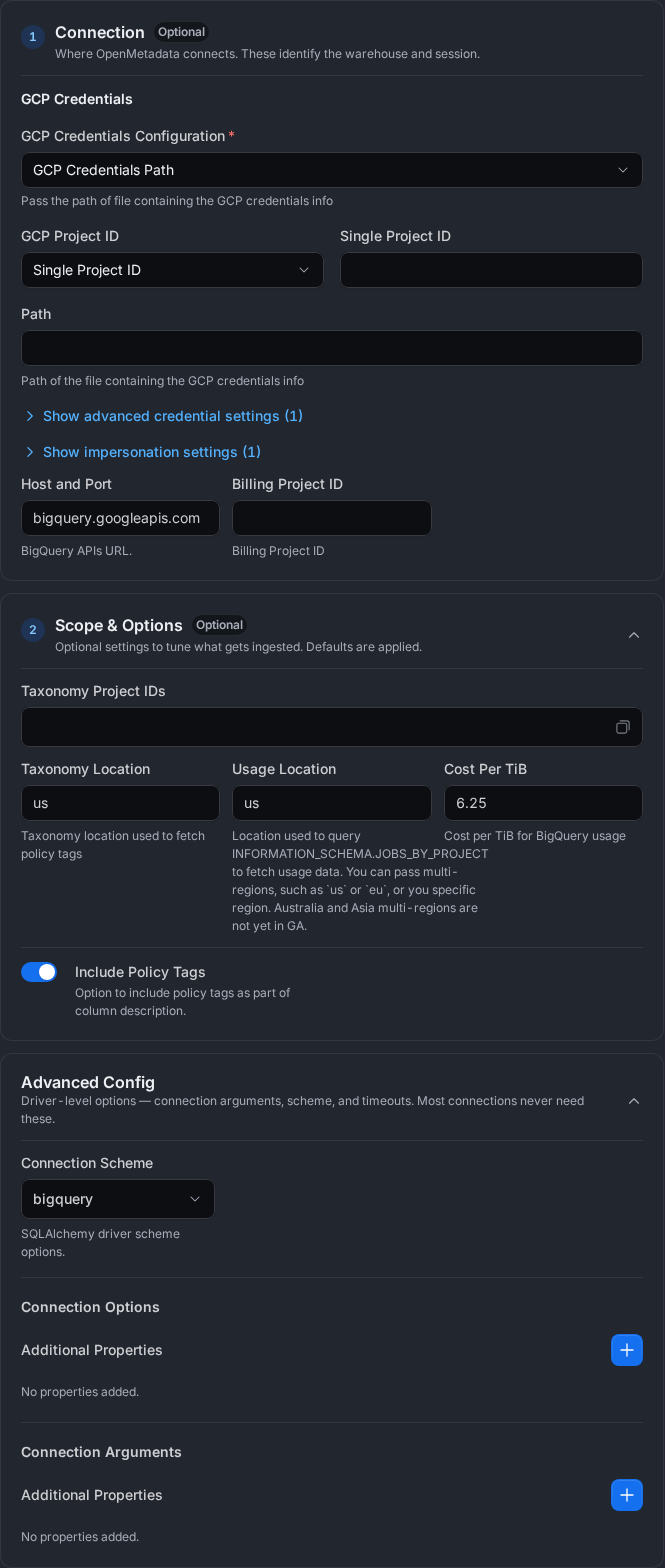 1 Connection Optional
Where OpenMetadata connects. These identify the warehouse and session.
GCP Credentials
GCP Credentials Configuration *
GCP Credentials Path
Pass the path of file containing the GCP credentials info
GCP Project ID Single Project ID
Single Project ID
Path
Path of the file containing the GCP credentials info
Show advanced credential settings (1)
Show impersonation settings (1)
Host and Port Billing Project ID
bigquery.googleapis.com
BigQuery APIs URL. Billing Project ID
2 Scope & Options Optional
Optional settings to tune what gets ingested. Defaults are applied.
Taxonomy Project IDs
Taxonomy Location Usage Location Cost Per TiB
us us 6.25
Taxonomy location used to fetch
policy tags
Location used to query
INFORMATION_SCHEMA.JOBS_BY_PROJECT
to fetch usage data. You can pass multi-
regions, such as `us` or `eu`, or you specific
region. Australia and Asia multi-regions are
not yet in GA.
Cost per TiB for BigQuery usage
Include Policy Tags
Option to include policy tags as part of
column description.
Advanced Config
Driver-level options — connection arguments, scheme, and timeouts. Most connections never need
these.
Connection Scheme
bigquery
SQLAlchemy driver scheme
options.
Connection Options
Additional Properties
No properties added.
Connection Arguments
Additional Properties
No properties added.